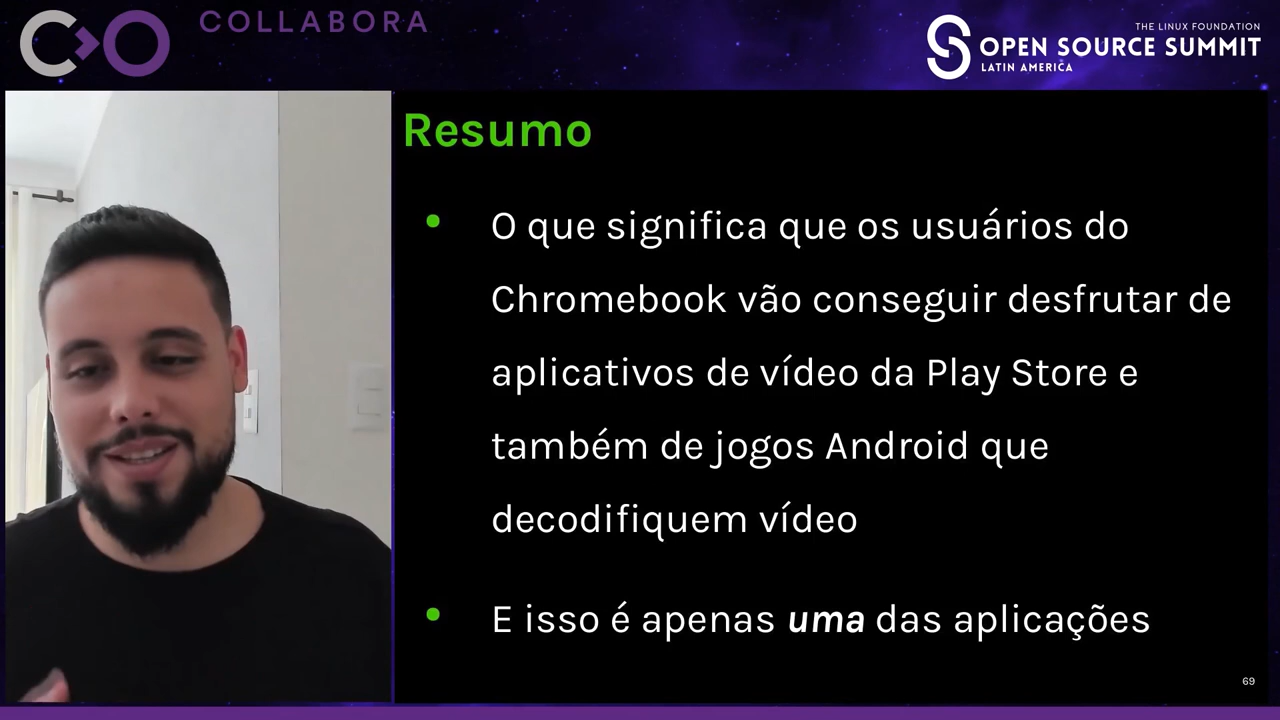 COLLABORA
THE LINUX FOUNDATION
OPEN SOURCE SUMMIT
LATIN AMERICA
Resumo
• O que significa que os usuários do
Chromebook vão conseguir desfrutar de
aplicativos de vídeo da Play Store e
também de jogos Android que
decodifiquem vídeo
• E isso é apenas uma das aplicações
69